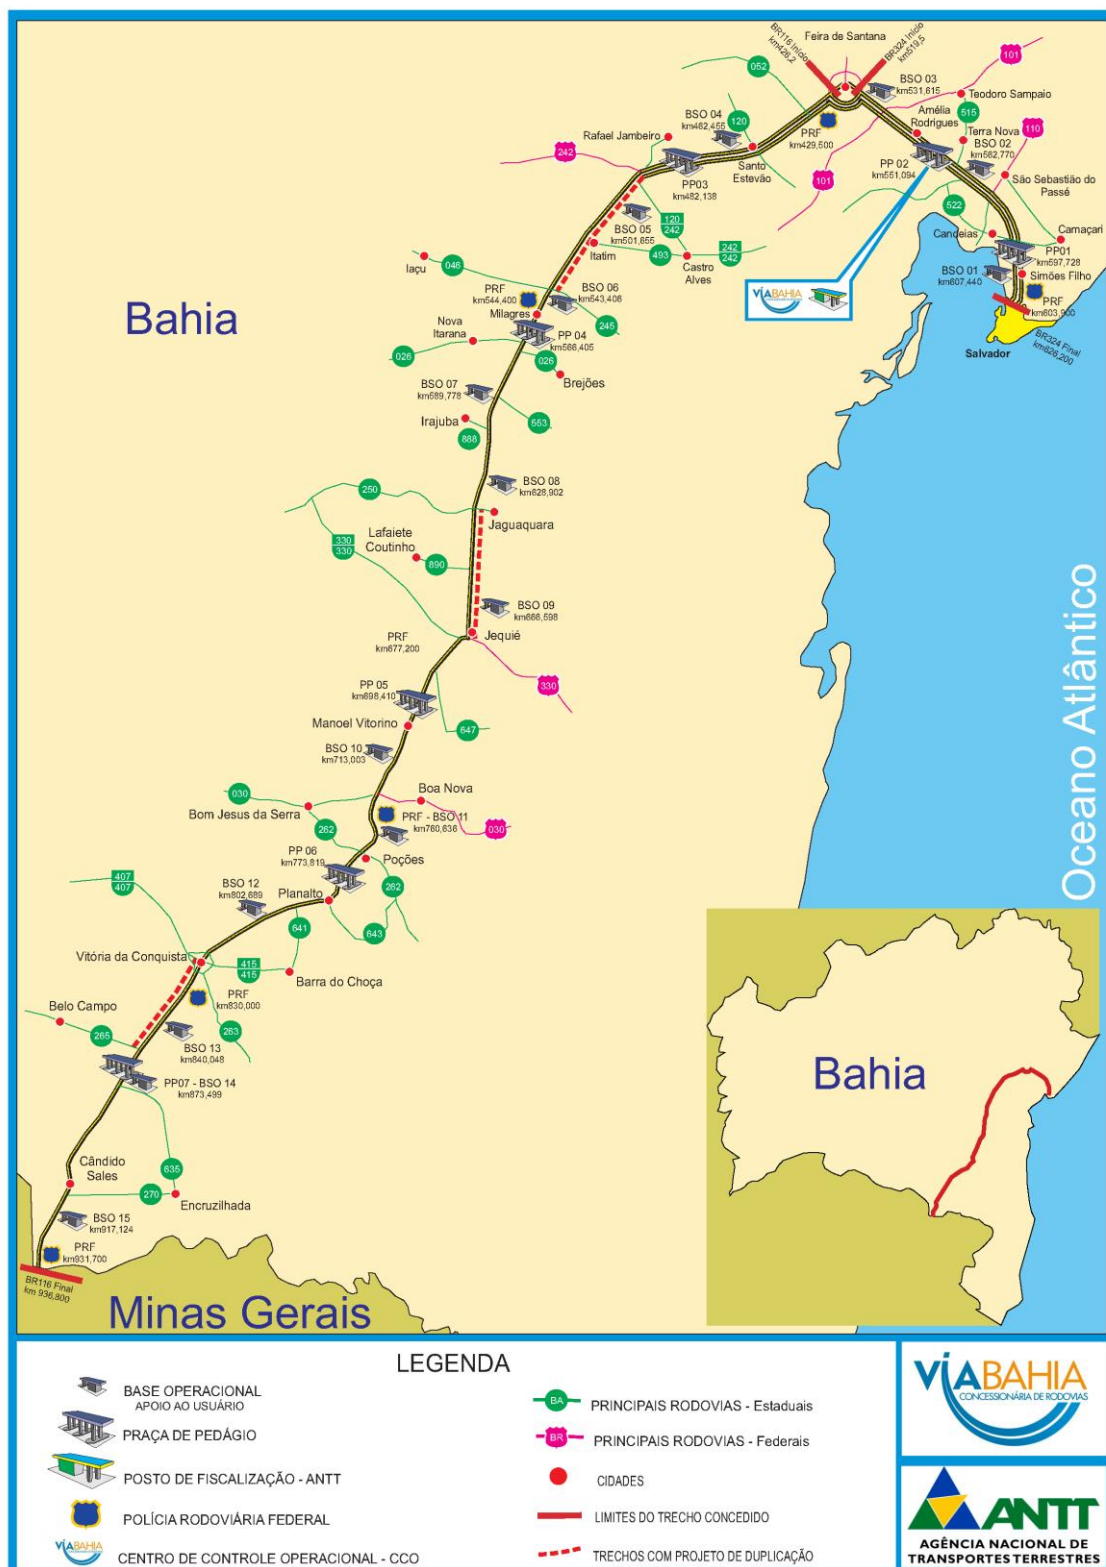 Feira de Santana
BR116 Início
km426,2
BR324 Início
km519,5
101
052
BSO 03
km531,615
Teodoro Sampaio
BSO 04
km462,455
120
Amélia
Rodrigues
515
Rafael Jambeiro
PRF
km429,500
Terra Nova
110
BSO 02
km562,770
242
Santo
Estevão
PP 02
km551,094
PP03
km482,138
101
São Sebastião do
Passé
522
BSO 05
km501,655
120
242
Candeias
Camaçari
Itatim
493
Castro
Alves
242
242
PP01
km597,728
Iaçu
046
BSO 01
km607,440
Simões Filho
PRF
km544,400
BSO 06
km543,408
VIABAHIA
PRF
km603,900
Bahia
Milagres
245
Nova
Itarana
PP 04
km566,405
BR324 Final
km626,200
Salvador
026
026
Brejões
BSO 07
km589,778
Irajuba
553
888
BSO 08
km628,902
250
Jaguaquara
Lafaiete
Coutinho
330
330
890
BSO 09
km666,598
Jequié
PRF
km677,200
Oceano Atlântico
PP 05
km698,410
330
Manoel Vitorino
647
BSO 10
km713,003
030
Boa Nova
Bom Jesus da Serra
PRF - BSO 11
km760,636
030
262
PP 06
km773,819
Poções
407
407
BSO 12
km802,689
Planalto
262
641
643
Vitória da Conquista
415
415
Barra do Choça
Belo Campo
PRF
km830,000
265
263
BSO 13
km840,048
PP07 - BSO 14
km873,499
Bahia
Cândido
Sales
635
270
Encruzilhada
BSO 15
km917,124
PRF
km931,700
BR116 Final
km 936,800
Minas Gerais
LEGENDA
BASE OPERACIONAL
APOIO AO USUÁRIO
PRAÇA DE PEDÁGIO
POSTO DE FISCALIZAÇÃO - ANTT
POLÍCIA RODOVIÁRIA FEDERAL
VIABAHIA
CENTRO DE CONTROLE OPERACIONAL - CCO
BA
PRINCIPAIS RODOVIAS - Estaduais
BR
PRINCIPAIS RODOVIAS - Federais
CIDADES
LIMITES DO TRECHO CONCEDIDO
TRECHOS COM PROJETO DE DUPLICAÇÃO
VIABAHIA
CONCESSIONÁRIA DE RODOVIAS
ANTT
AGÊNCIA NACIONAL DE
TRANSPORTES TERRESTRES